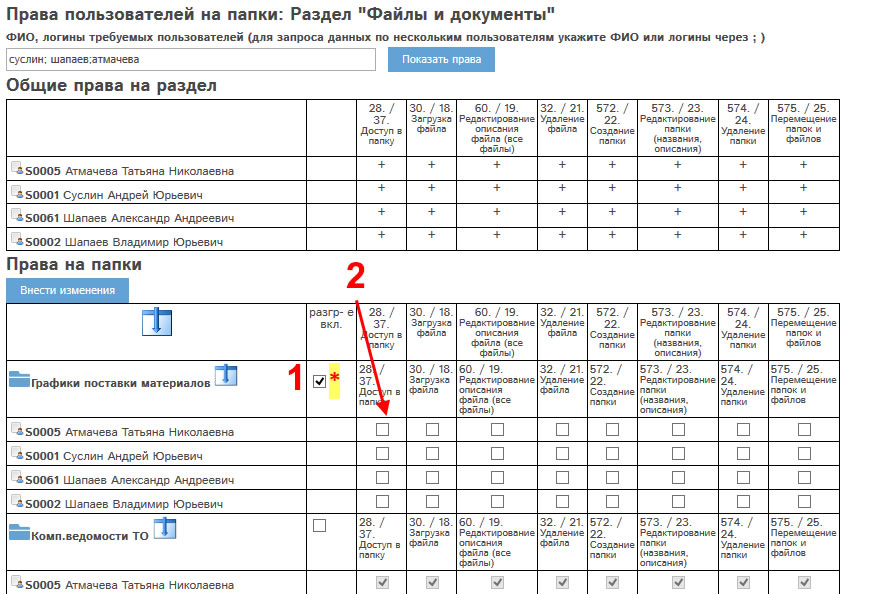 Права пользователей на папки: Раздел "Файлы и документы"
ФИО, логины требуемых пользователей (для запроса данных по нескольким пользователям укажите ФИО или логины через ; )
суслин; шапаев;атмачева
Показать права
Общие права на раздел
28. / 37. Доступ в папку
30. / 18. Загрузка файла
60. / 19. Редактирование описания файла (все файлы)
32. / 21. Удаление файла
572. / 22. Создание папки
573. / 23. Редактирование папки (названия, описания)
574. / 24. Удаление папки
575. / 25. Перемещение папок и файлов
S0005 Атмачева Татьяна Николаевна + + + + + + + +
S0001 Суслин Андрей Юрьевич + + + + + + + +
S0061 Шапаев Александр Андреевич + + + + + + + +
S0002 Шапаев Владимир Юрьевич + + + + + + + +
Права на папки
2
Внести изменения
разгр- е вкл.
28. / 37. Доступ в папку
30. / 18. Загрузка файла
60. / 19. Редактирование описания файла (все файлы)
32. / 21. Удаление файла
572. / 22. Создание папки
573. / 23. Редактирование папки (названия, описания)
574. / 24. Удаление папки
575. / 25. Перемещение папок и файлов
Графики поставки материалов
1
*
28. / 37. Доступ в папку
30. / 18. Загрузка файла
60. / 19. Редактирование описания файла (все файлы)
32. / 21. Удаление файла
572. / 22. Создание папки
573. / 23. Редактирование папки (названия, описания)
574. / 24. Удаление папки
575. / 25. Перемещение папок и файлов
S0005 Атмачева Татьяна Николаевна
S0001 Суслин Андрей Юрьевич
S0061 Шапаев Александр Андреевич
S0002 Шапаев Владимир Юрьевич
Комп.ведомости ТО
28. / 37. Доступ в папку
30. / 18. Загрузка файла
60. / 19. Редактирование описания файла (все файлы)
32. / 21. Удаление файла
572. / 22. Создание папки
573. / 23. Редактирование папки (названия, описания)
574. / 24. Удаление папки
575. / 25. Перемещение папок и файлов
S0005 Атмачева Татьяна Николаевна